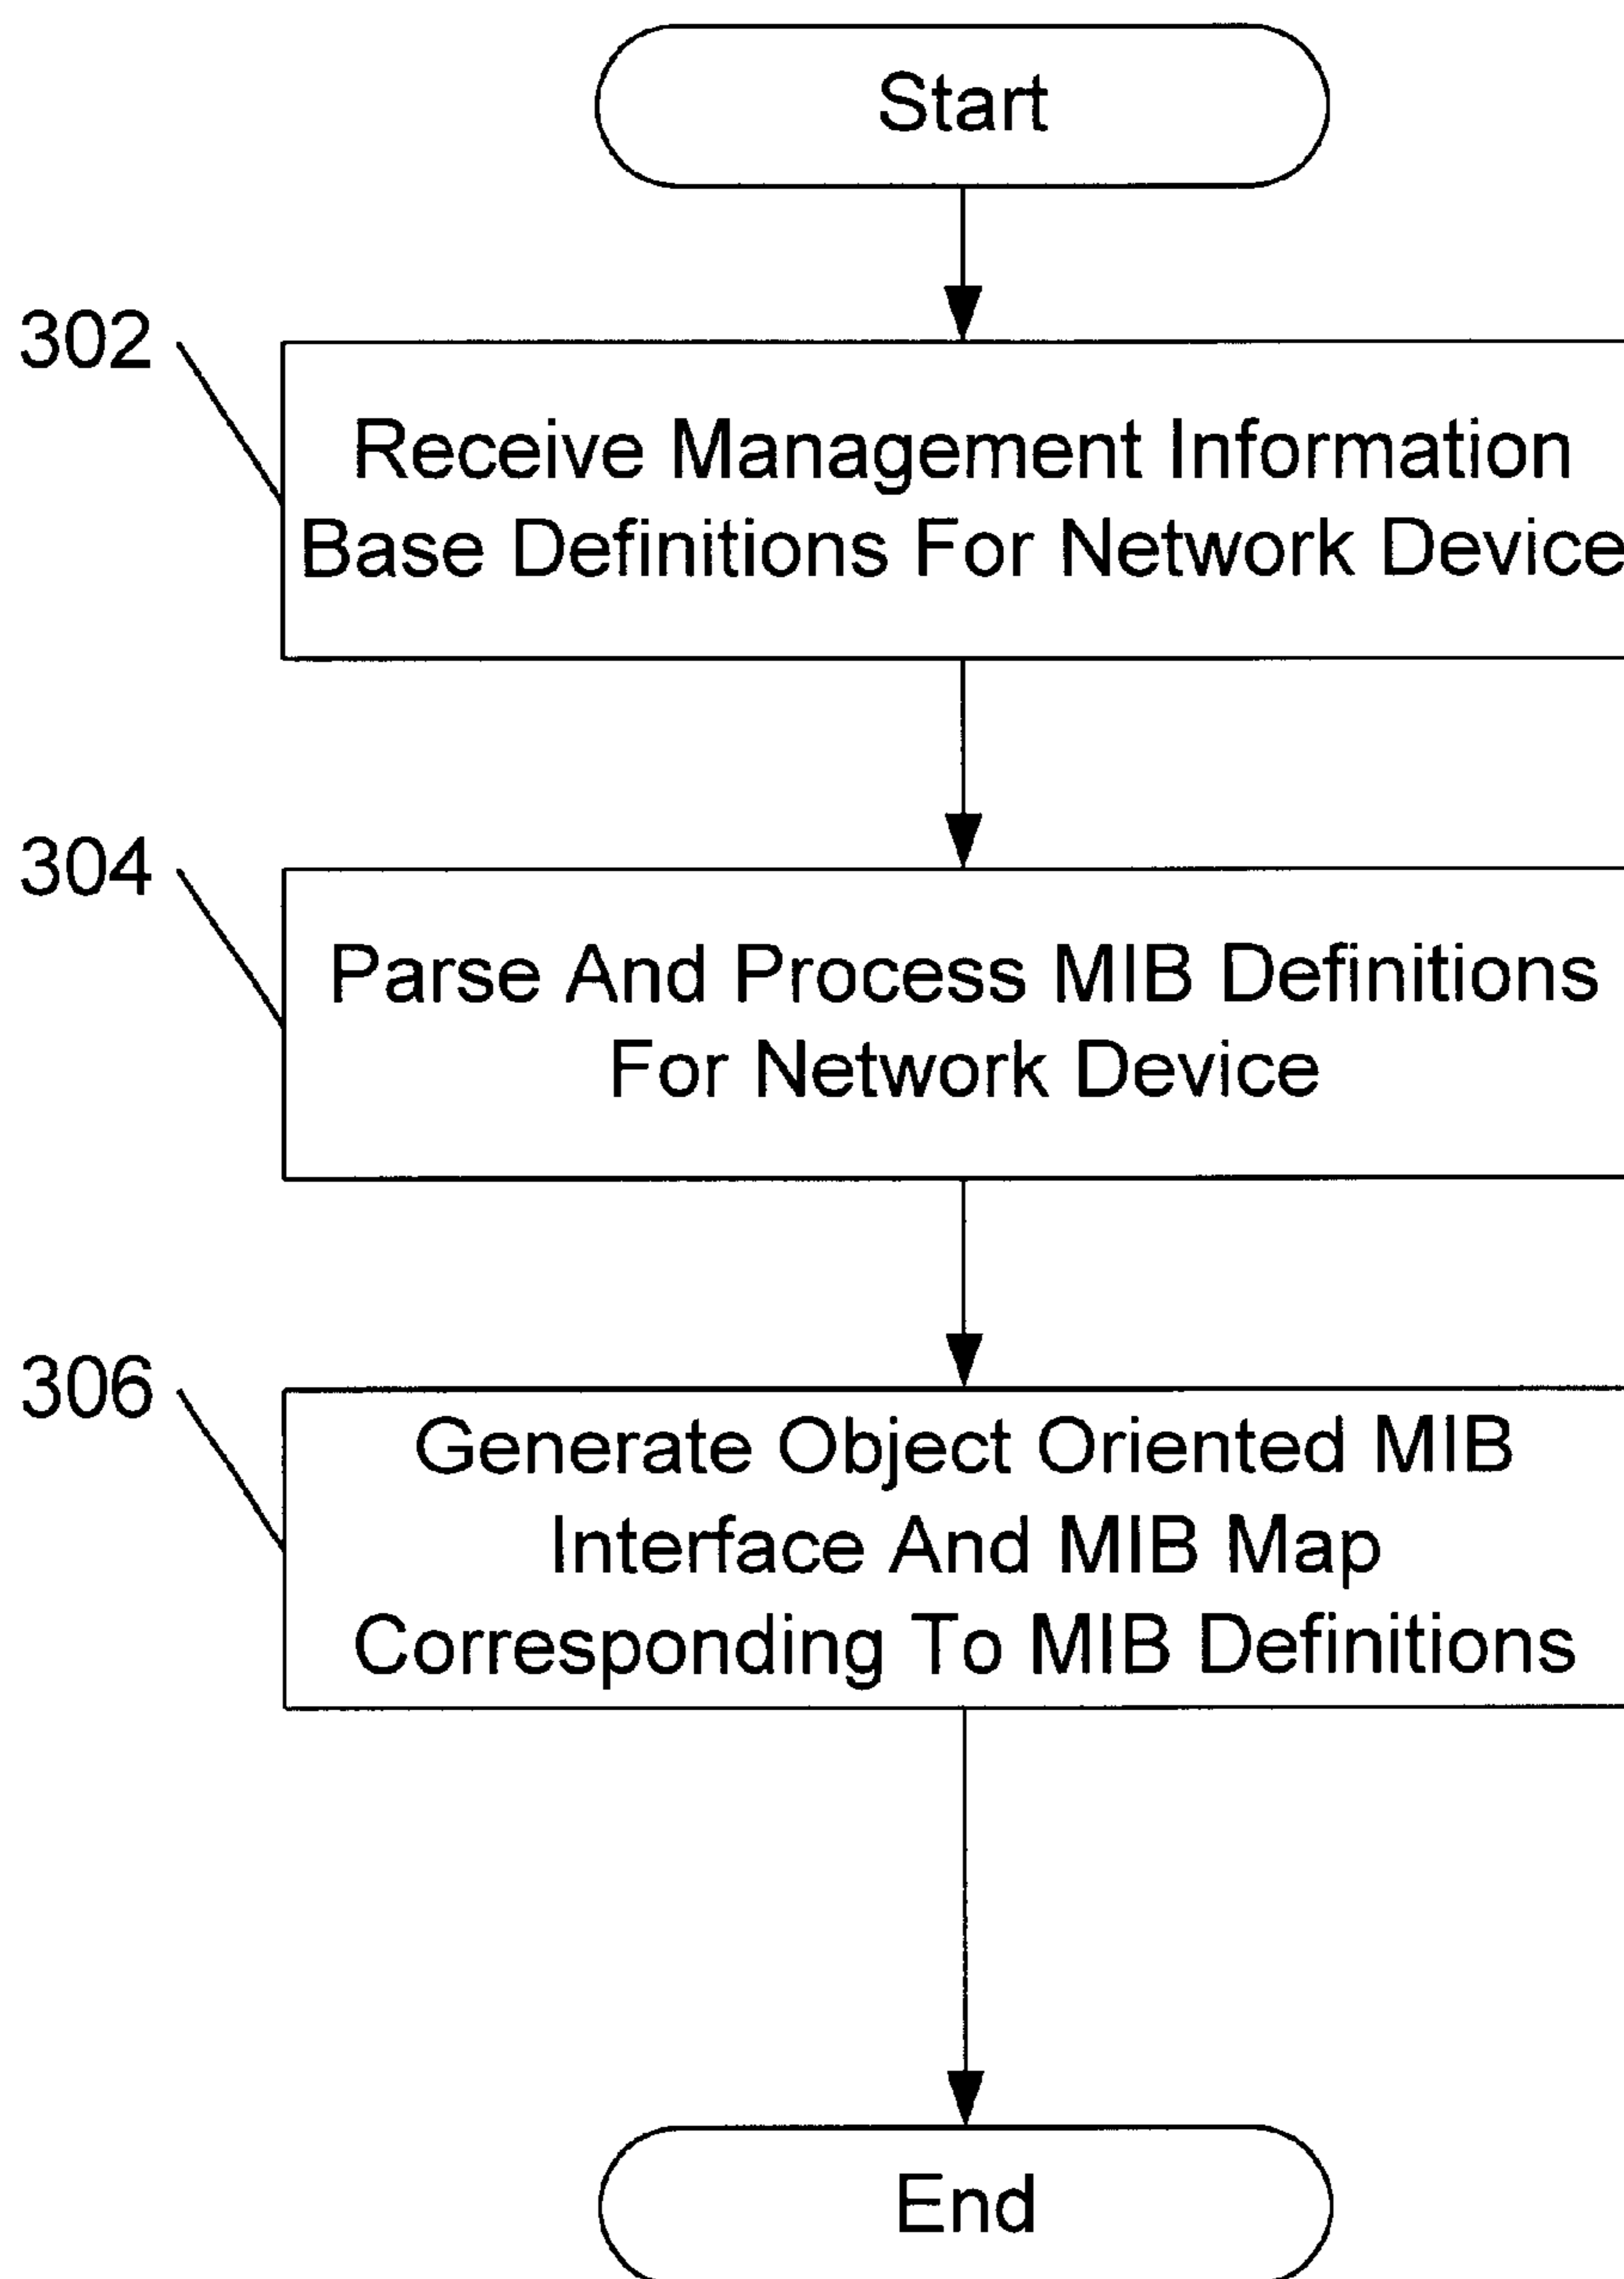 Start
302
Receive Management Information
Base Definitions For Network Device
304
Parse And Process MIB Definitions
For Network Device
306
Generate Object Oriented MIB
Interface And MIB Map
Corresponding To MIB Definitions
End